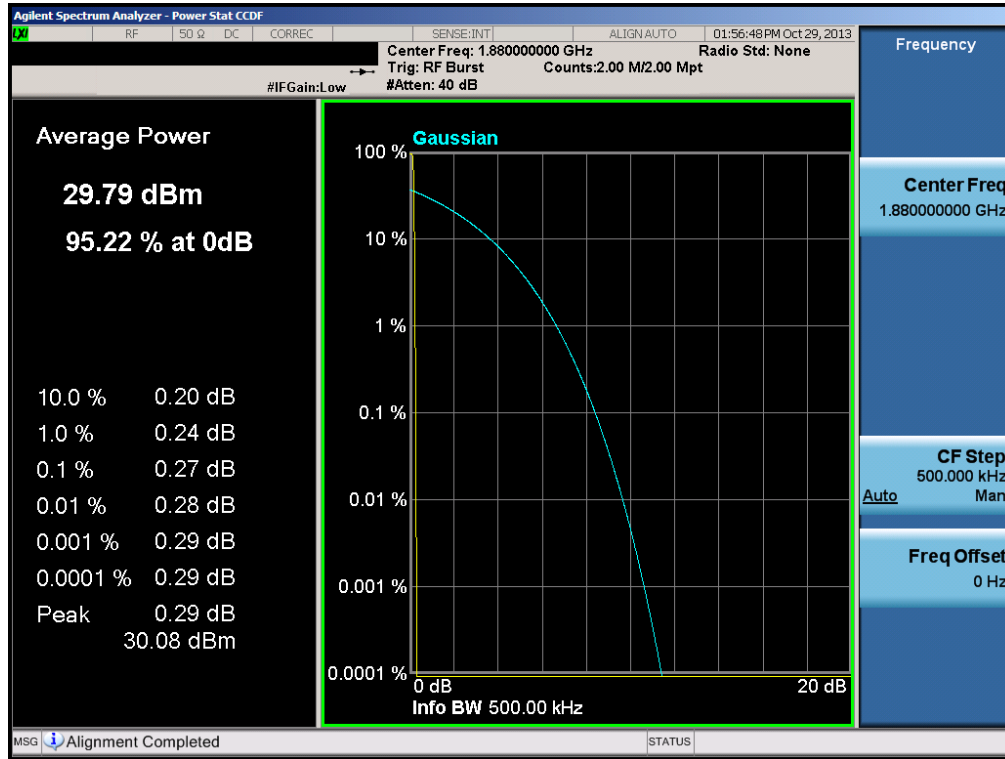 Agilent Spectrum Analyzer - Power Stat CCDF
LXI RF 50 Ω DC CORREC SENSE:INT ALIGN AUTO 01:56:48 PM Oct 29, 2013
Center Freq: 1.880000000 GHz Radio Std: None
Trig: RF Burst Counts:2.00 M/2.00 Mpt
#IFGain:Low #Atten: 40 dB
Average Power
29.79 dBm
95.22 % at 0dB
10.0 % 0.20 dB
1.0 % 0.24 dB
0.1 % 0.27 dB
0.01 % 0.28 dB
0.001 % 0.29 dB
0.0001 % 0.29 dB
Peak 0.29 dB
30.08 dBm
Gaussian
100 %
10 %
1 %
0.1 %
0.01 %
0.001 %
0.0001 %
0 dB 20 dB
Info BW 500.00 kHz
Frequency
Center Freq
1.880000000 GHz
CF Step
500.000 kHz
Auto Man
Freq Offset
0 Hz
MSG Alignment Completed STATUS